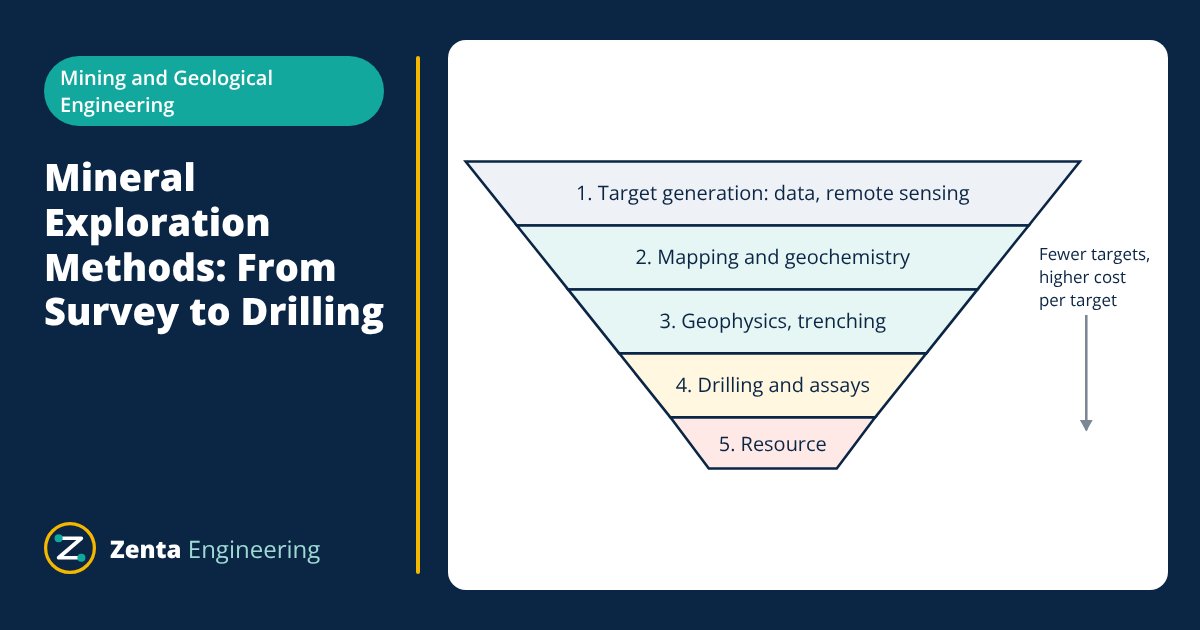 Mining and Geological
Engineering
Mineral
Exploration
Methods: From
Survey to Drilling
Zenta Engineering
1. Target generation: data, remote sensing
2. Mapping and geochemistry
3. Geophysics, trenching
4. Drilling and assays
5. Resource
Fewer targets,
higher cost
per target